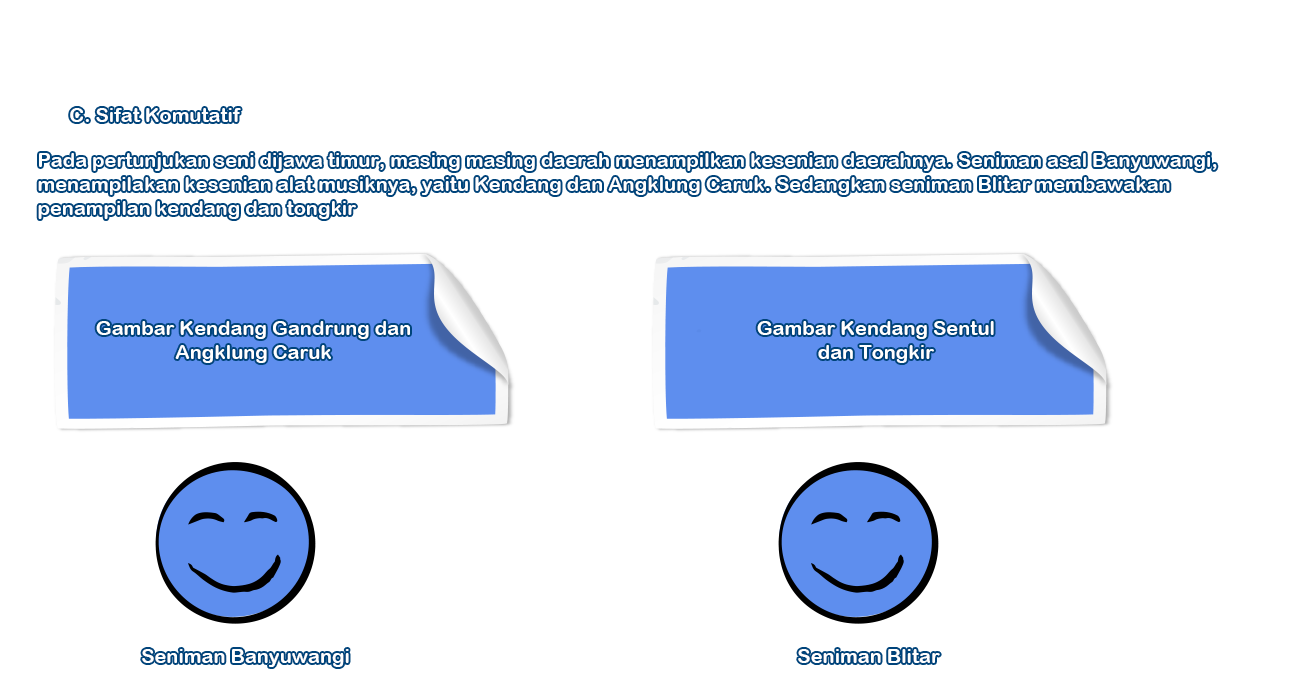 C. Sifat Komutatif
Pada pertunjukan seni dijawa timur, masing masing daerah menampilkan kesenian daerahnya. Seniman asal Banyuwangi,
menampilakan kesenian alat musiknya, yaitu Kendang dan Angklung Caruk. Sedangkan seniman Blitar membawakan
penampilan kendang dan tongkir
Gambar Kendang Gandrung dan
Angklung Caruk
Gambar Kendang Sentul
dan Tongkir
Seniman Banyuwangi
Seniman Blitar